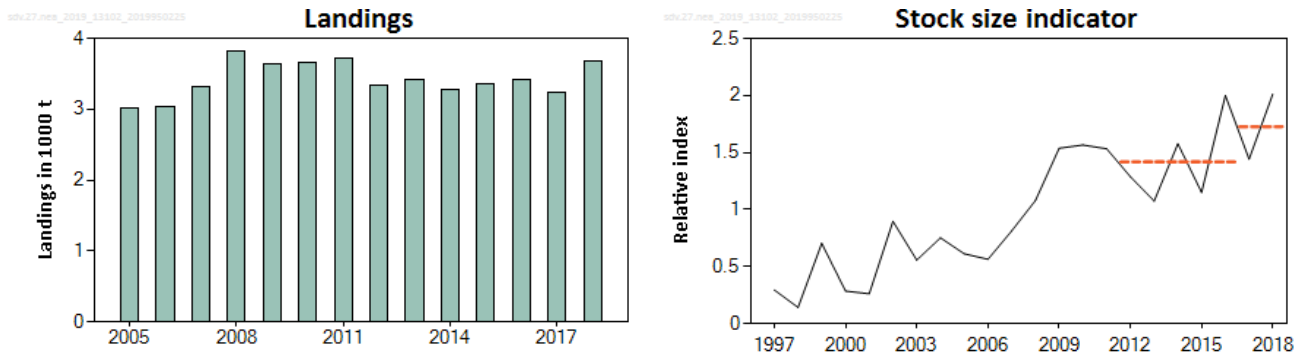 sdv.27.nea_2019_13102_2019950225
Landings
4
3
2
1
0
Landings in 1000 t
2005 2008 2011 2014 2017
sdv.27.nea_2019_13102_2019950225
Stock size indicator
2.5
2
1.5
1
0.5
0
Relative index
1997 2000 2003 2006 2009 2012 2015 2018